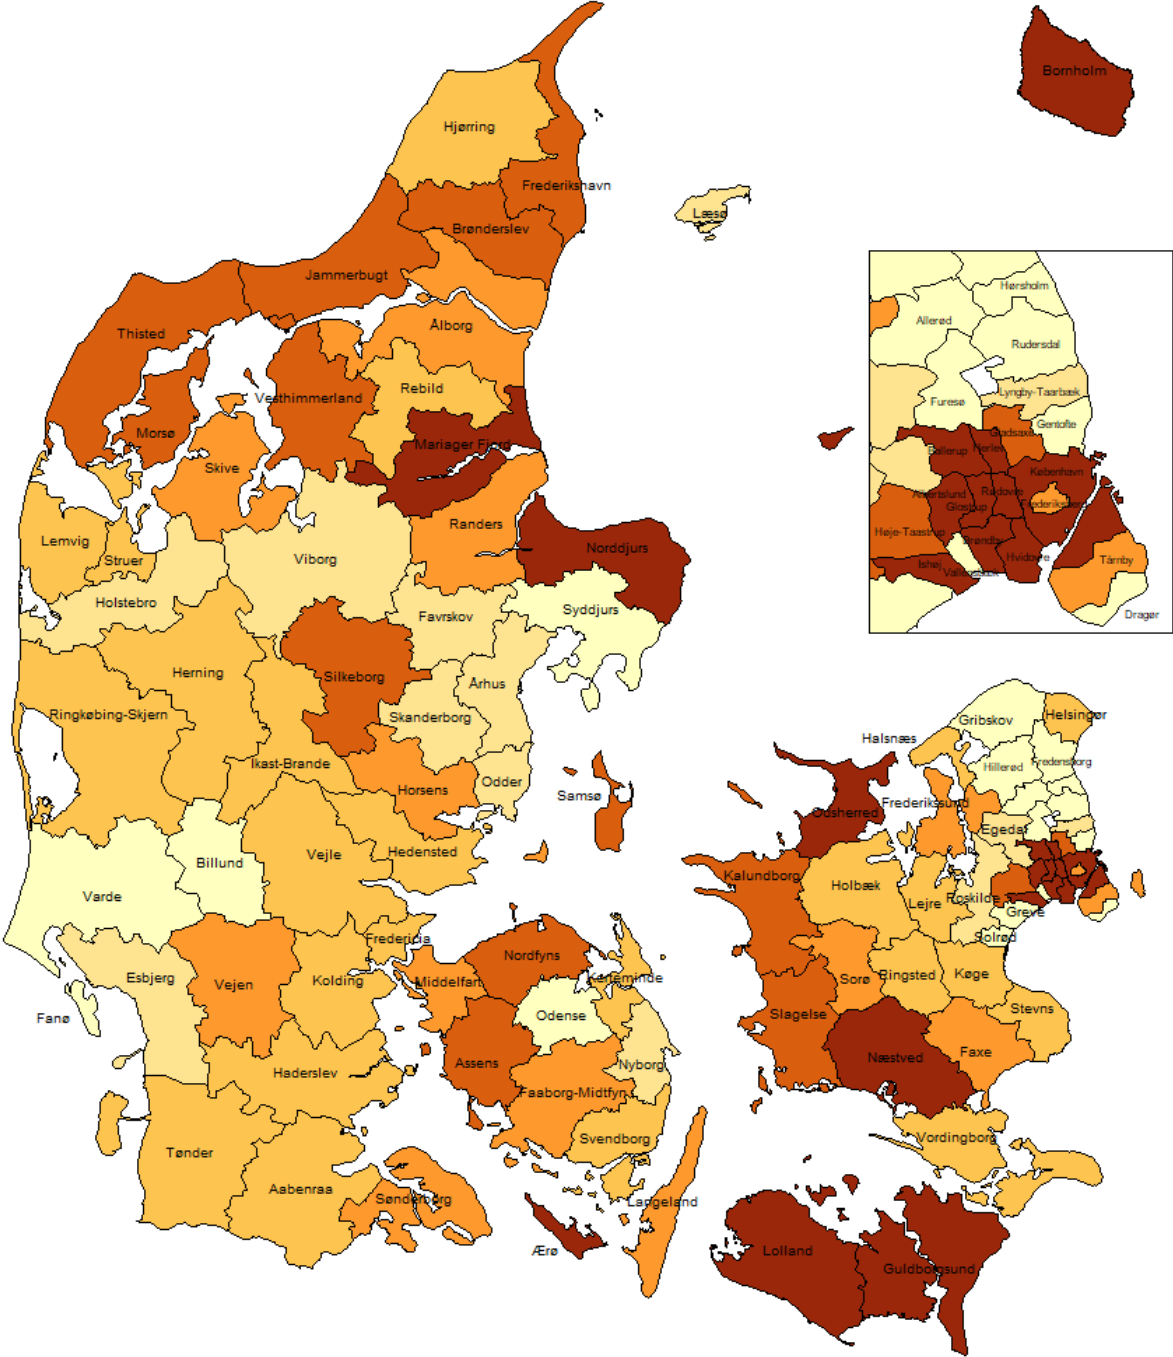 Bornholm
Hjørring
Frederikshavn
Læsø
Brønderslev
Jammerbugt
Hørsholm
Allerød
Ålborg
Thisted
Rudersdal
Rebild
Lyngby-Taarbæk
Vesthimmerland
Furesø
Gentofte
Morsø
Gladsaxe
Mariager Fjord
Ballerup
Herlev
Skive
København
Albertslund
Rødovre
Frederiksberg
Glostrup
Randers
Høje-Taastrup
Lemvig
Brøndby
Norddjurs
Struer
Viborg
Hvidovre
Tårnby
Ishøj
Vallensbæk
Holstebro
Syddjurs
Favrskov
Dragør
Herning
Silkeborg
Århus
Ringkøbing-Skjern
Skanderborg
Helsingør
Gribskov
Halsnæs
Ikast-Brande
Fredensborg
Hillerød
Odder
Horsens
Samsø
Frederikssund
Odsherred
Egedal
Hedensted
Vejle
Billund
Kalundborg
Holbæk
Varde
Roskilde
Lejre
Greve
Fredericia
Solrød
Nordfyns
Ringsted
Køge
Esbjerg
Kolding
Middelfart
Kerteminde
Sorø
Vejen
Stevns
Fanø
Odense
Slagelse
Faxe
Næstved
Assens
Nyborg
Haderslev
Faaborg-Midtfyn
Svendborg
Vordingborg
Tønder
Aabenraa
Sønderborg
Langeland
Ærø
Lolland
Guldborgsund